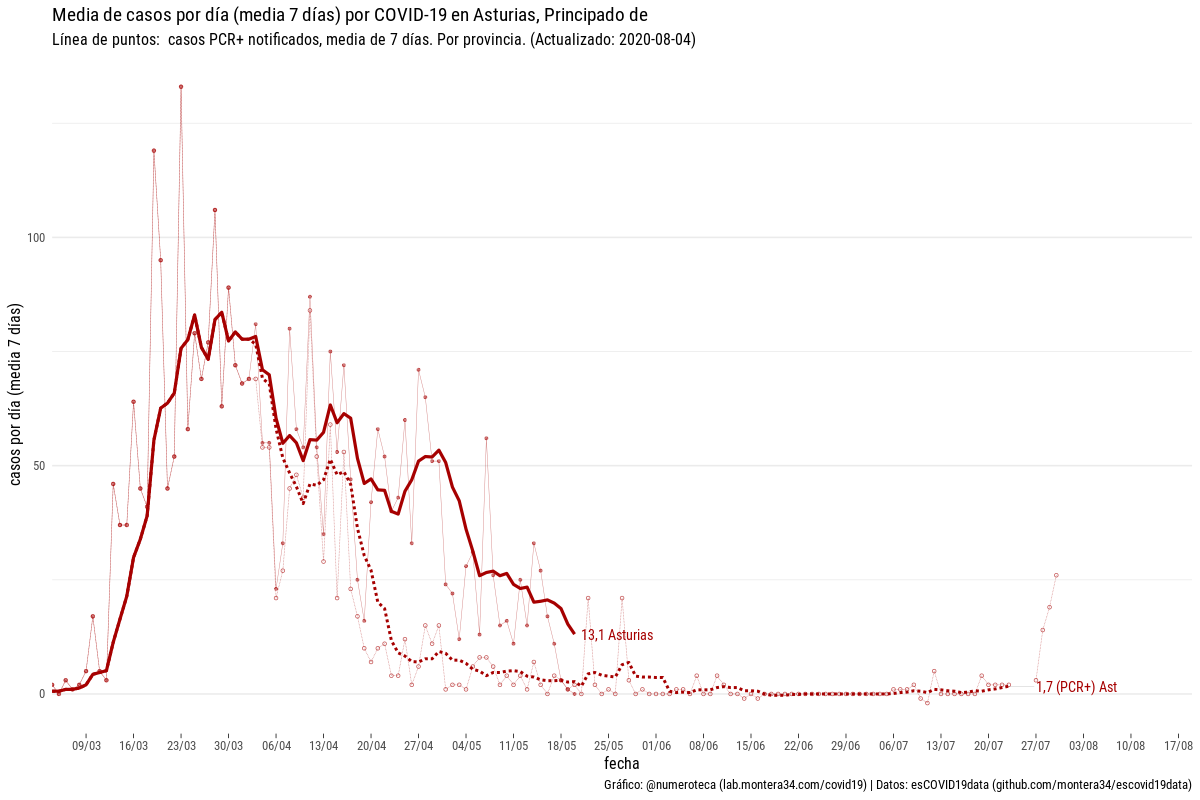 Media de casos por día (media 7 días) por COVID-19 en Asturias, Principado de
Línea de puntos:  casos PCR+ notificados, media de 7 días. Por provincia. (Actualizado: 2020-08-04)
casos por día (media 7 días)
100
50
0
13,1 Asturias
1,7 (PCR+) Ast
09/03 16/03 23/03 30/03 06/04 13/04 20/04 27/04 04/05 11/05 18/05 25/05 01/06 08/06 15/06 22/06 29/06 06/07 13/07 20/07 27/07 03/08 10/08 17/08
fecha
Gráfico: @numeroteca (lab.montera34.com/covid19) | Datos: esCOVID19data (github.com/montera34/escovid19data)